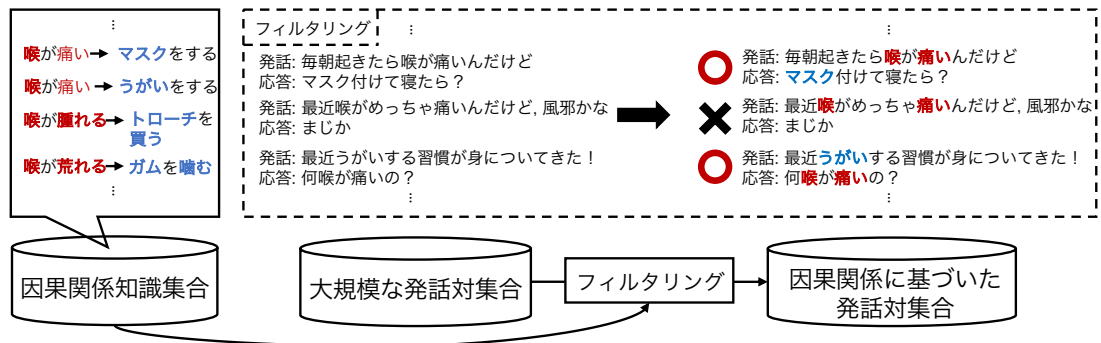 ⋮
喉が痛い→ マスクをする
喉が痛い→ うがいをする
喉が腫れる→ トローチを
買う
喉が荒れる→ ガムを噛む
⋮
フィルタリング
⋮
発話: 毎朝起きたら喉が痛いんだけど
応答: マスク付けて寝たら？
発話: 最近喉がめっちゃ痛いんだけど, 風邪かな
応答: まじか
発話: 最近うがいする習慣が身についてきた！
応答: 何喉が痛いの？
⋮
⋮
発話: 毎朝起きたら喉が痛いんだけど
応答: マスク付けて寝たら？
発話: 最近喉がめっちゃ痛いんだけど, 風邪かな
応答: まじか
発話: 最近うがいする習慣が身についてきた！
応答: 何喉が痛いの？
⋮
因果関係知識集合
大規模な発話対集合
フィルタリング
因果関係に基づいた
発話対集合